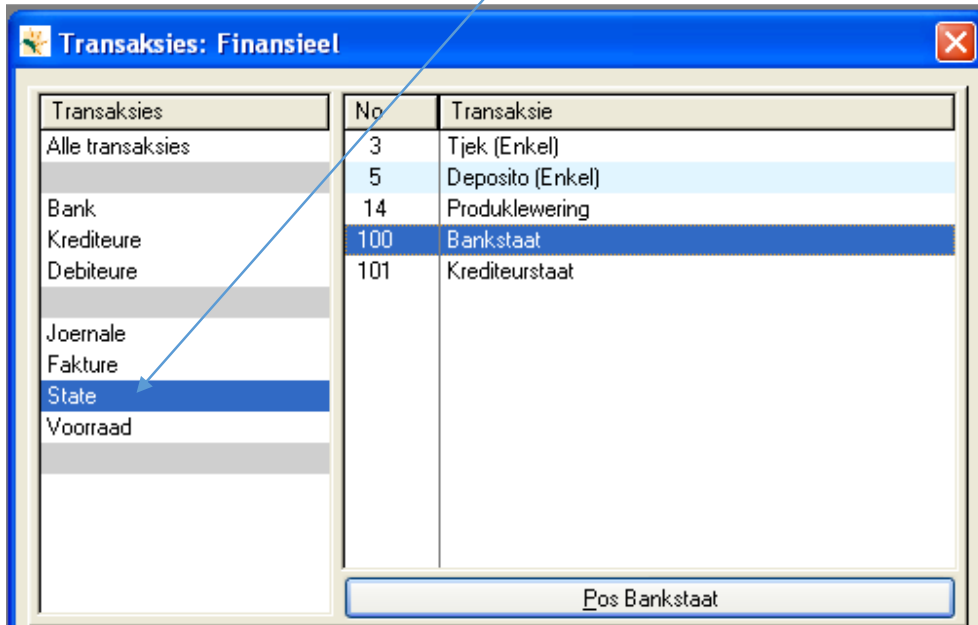 Transaksies: Finansieel
Transaksies
Alle transaksies
Bank
Krediteure
Debiteure
Joernale
Fakture
State
Voorraad
No Transaksie
3 Tjek (Enkel)
5 Deposito (Enkel)
14 Produklewering
100 Bankstaat
101 Krediteurstaat
Pos Bankstaat